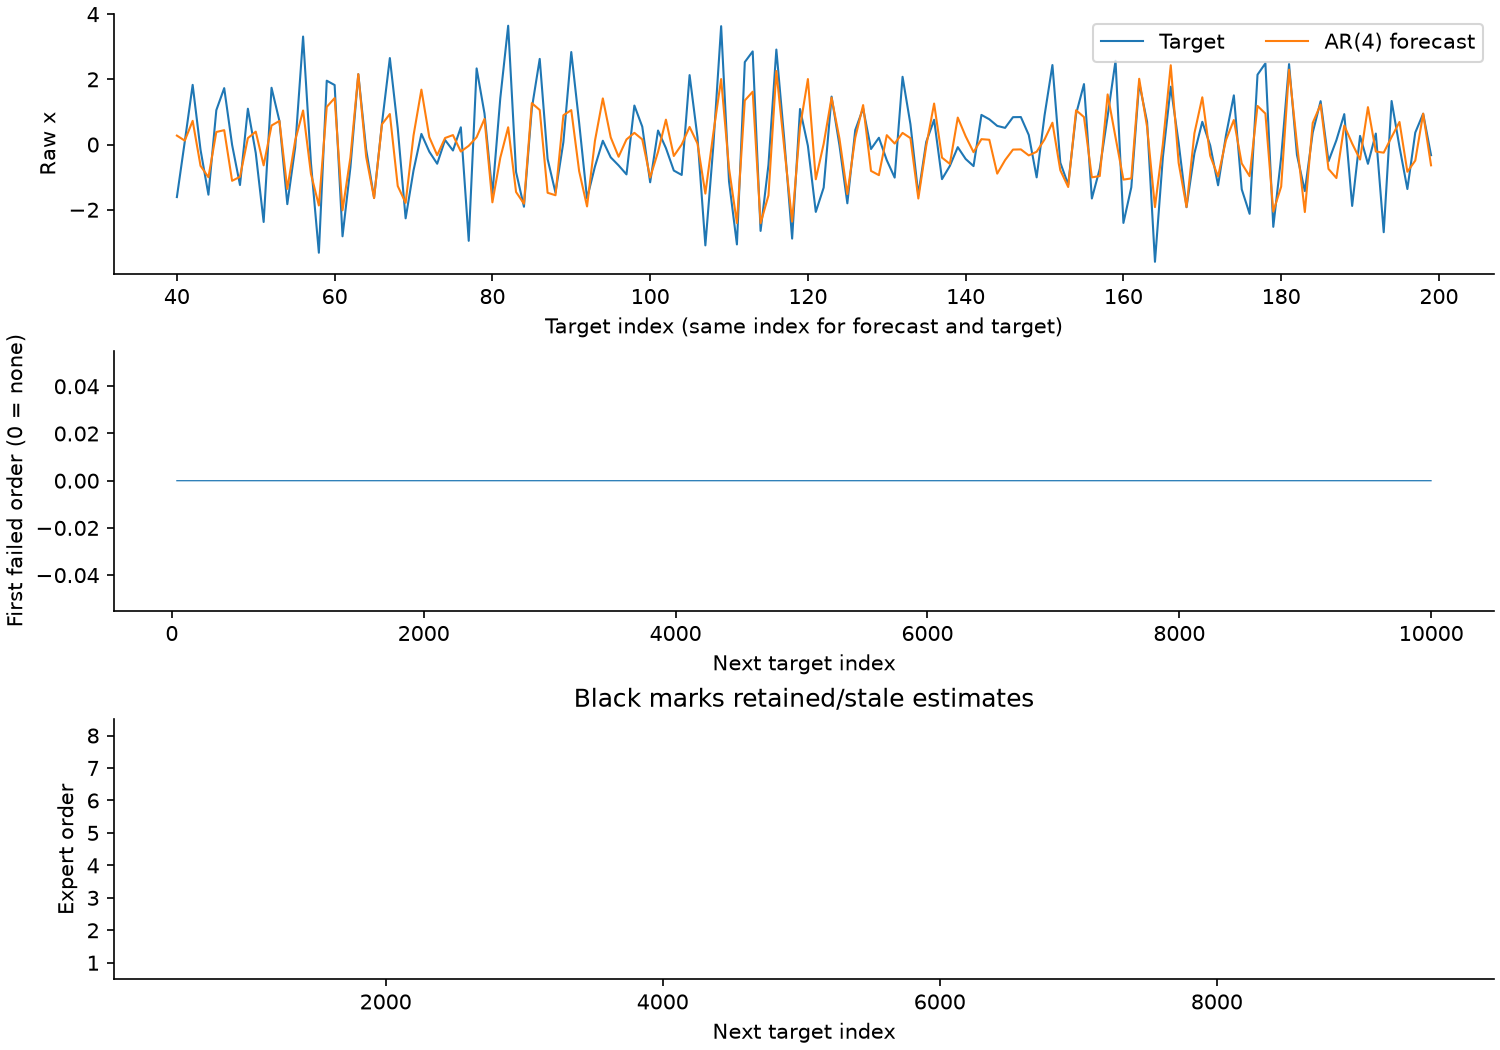 4
2
0
−2
Raw x
Target
AR(4) forecast
40 60 80 100 120 140 160 180 200
Target index (same index for forecast and target)
0.04
0.02
0.00
−0.02
−0.04
First failed order (0 = none)
0 2000 4000 6000 8000 10000
Next target index
Black marks retained/stale estimates
8
7
6
5
4
3
2
1
Expert order
2000 4000 6000 8000
Next target index